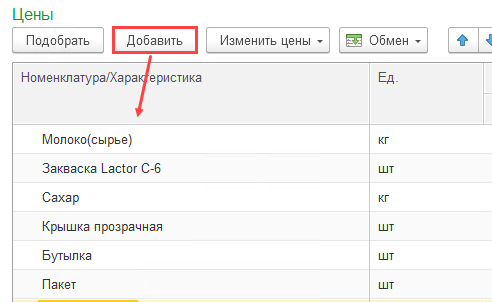 Цены
Подобрать Добавить Изменить цены Обмен
Номенклатура/Характеристика Ед.
Молоко(сырье) кг
Закваска Lactor С-6 шт
Сахар кг
Крышка прозрачная шт
Бутылка шт
Пакет шт